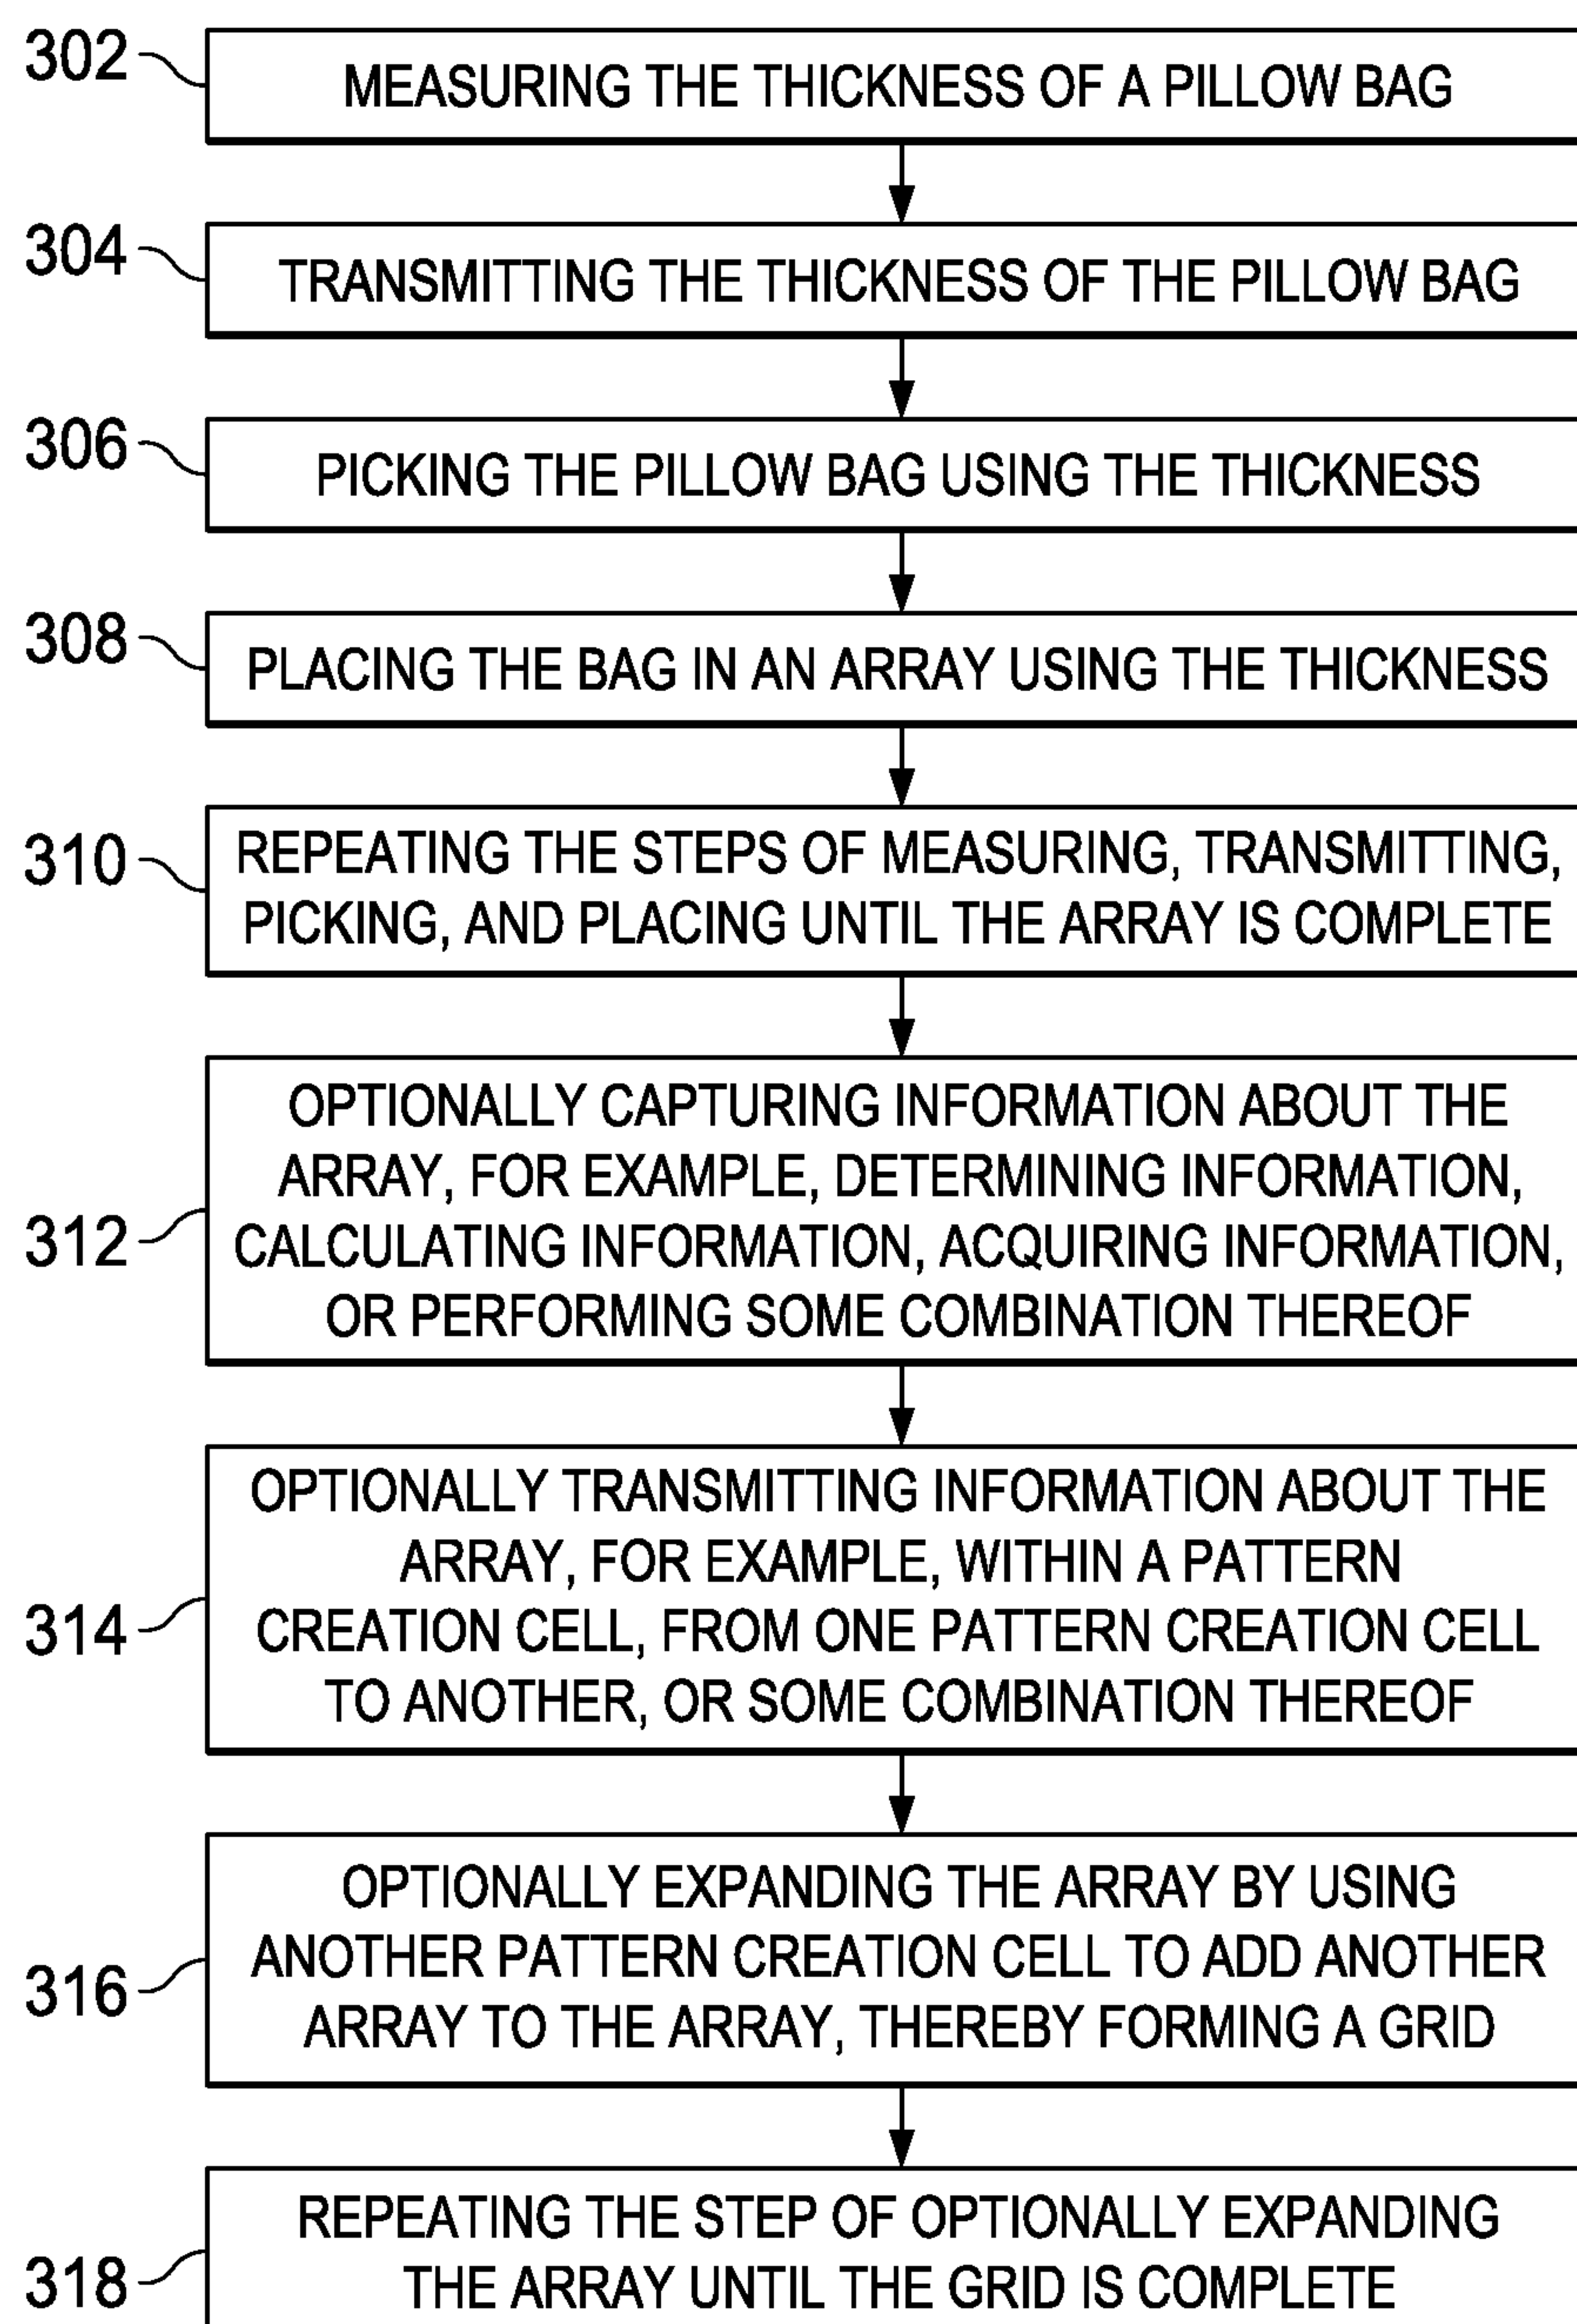 302
MEASURING THE THICKNESS OF A PILLOW BAG
304
TRANSMITTING THE THICKNESS OF THE PILLOW BAG
306
PICKING THE PILLOW BAG USING THE THICKNESS
308
PLACING THE BAG IN AN ARRAY USING THE THICKNESS
310
REPEATING THE STEPS OF MEASURING, TRANSMITTING,
PICKING, AND PLACING UNTIL THE ARRAY IS COMPLETE
312
OPTIONALLY CAPTURING INFORMATION ABOUT THE
ARRAY, FOR EXAMPLE, DETERMINING INFORMATION,
CALCULATING INFORMATION, ACQUIRING INFORMATION,
OR PERFORMING SOME COMBINATION THEREOF
314
OPTIONALLY TRANSMITTING INFORMATION ABOUT THE
ARRAY, FOR EXAMPLE, WITHIN A PATTERN
CREATION CELL, FROM ONE PATTERN CREATION CELL
TO ANOTHER, OR SOME COMBINATION THEREOF
316
OPTIONALLY EXPANDING THE ARRAY BY USING
ANOTHER PATTERN CREATION CELL TO ADD ANOTHER
ARRAY TO THE ARRAY, THEREBY FORMING A GRID
318
REPEATING THE STEP OF OPTIONALLY EXPANDING
THE ARRAY UNTIL THE GRID IS COMPLETE